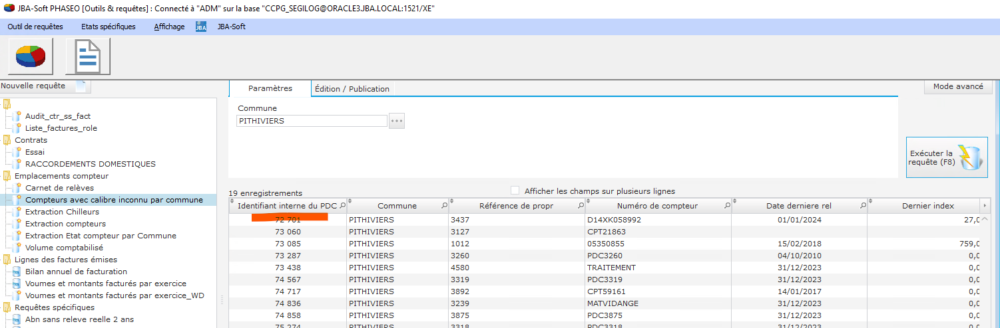 JBA-Soft PHASEO [Outils & requêtes] : Connecté à "ADM" sur la base "CCPG_SEGILOG@ORACLE3.JBA.LOCAL:1521/XE"
Outil de requêtes Etats spécifiques Affichage JBA JBA-Soft
Nouvelle requête
Audit_ctr_ss_fact
Liste_factures_role
Contrats
Essai
RACCORDEMENTS DOMESTIQUES
Emplacements compteur
Carnet de relèves
Compteurs avec calibre inconnu par commune
Extraction Chilleurs
Extraction compteurs
Extraction Etat compteur par Commune
Volume comptabilisé
Lignes des factures émises
Bilan annuel de facturation
Voumes et montants facturés par exercice
Voumes et montants facturés par exercice_WD
Requêtes spécifiques
Abn sans releve reelle 2 ans
Paramètres Édition / Publication Mode avancé
Commune
PITHIVIERS
Exécuter la
requête (F8)
19 enregistrements Afficher les champs sur plusieurs lignes
Identifiant interne du PDC Commune Référence de propr Numéro de compteur Date derniere rel Dernier index
72 701 PITHIVIERS 3437 D14XK058992 01/01/2024 27,0
73 060 PITHIVIERS 3127 CPT21863
73 085 PITHIVIERS 1012 05350855 15/02/2018 759,0
73 287 PITHIVIERS 3260 PDC3260 04/10/2010 0,0
73 438 PITHIVIERS 4580 TRAITEMENT 31/12/2023 0,0
74 567 PITHIVIERS 3319 PDC3319 31/12/2023 0,0
74 717 PITHIVIERS 3892 CPT59161 14/01/2017 0,0
74 836 PITHIVIERS 3239 MATVIDANGE 31/12/2023 0,0
74 858 PITHIVIERS 3875 PDC3875 31/12/2023 0,0
75 274 PITHIVIERS 3318 PDC3318 31/12/2023 0,0